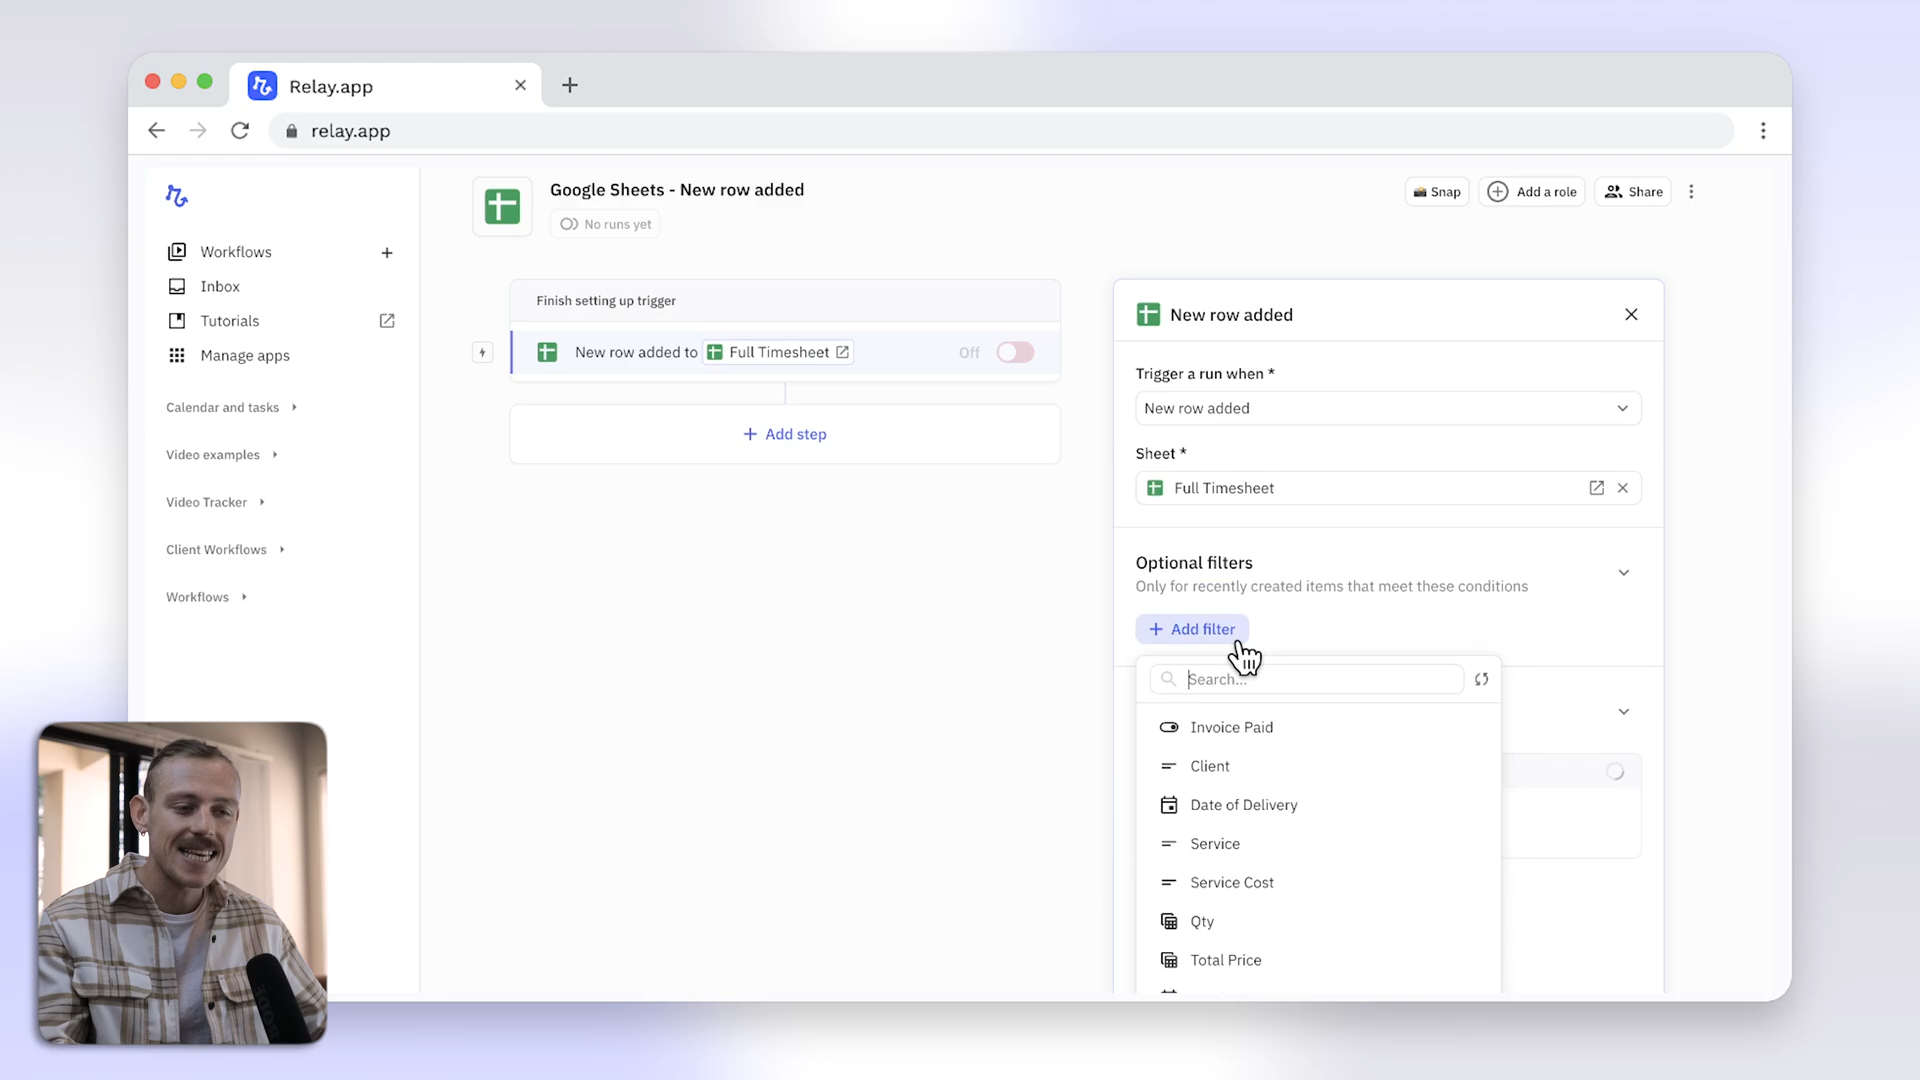 Relay.app
relay.app
Google Sheets - New row added
No runs yet
Snap
Add a role
Share
Workflows
Inbox
Tutorials
Manage apps
Calendar and tasks
Video examples
Video Tracker
Client Workflows
Workflows
Finish setting up trigger
New row added to Full Timesheet
Off
Add step
New row added
Trigger a run when *
New row added
Sheet *
Full Timesheet
Optional filters
Only for recently created items that meet these conditions
Add filter
Search...
Invoice Paid
Client
Date of Delivery
Service
Service Cost
Qty
Total Price